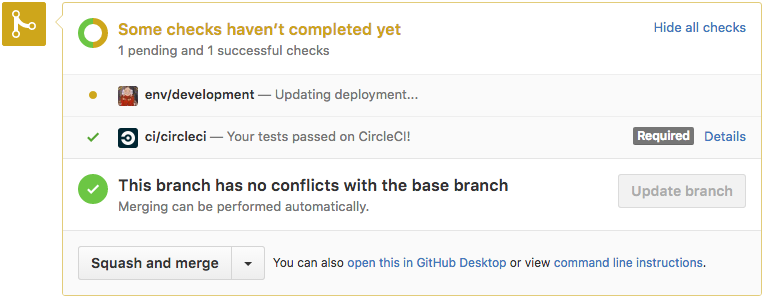 Some checks haven't completed yet
Hide all checks
1 pending and 1 successful checks
env/development — Updating deployment...
ci/circleci — Your tests passed on CircleCI!
Required
Details
This branch has no conflicts with the base branch
Merging can be performed automatically.
Update branch
Squash and merge
You can also open this in GitHub Desktop or view command line instructions.